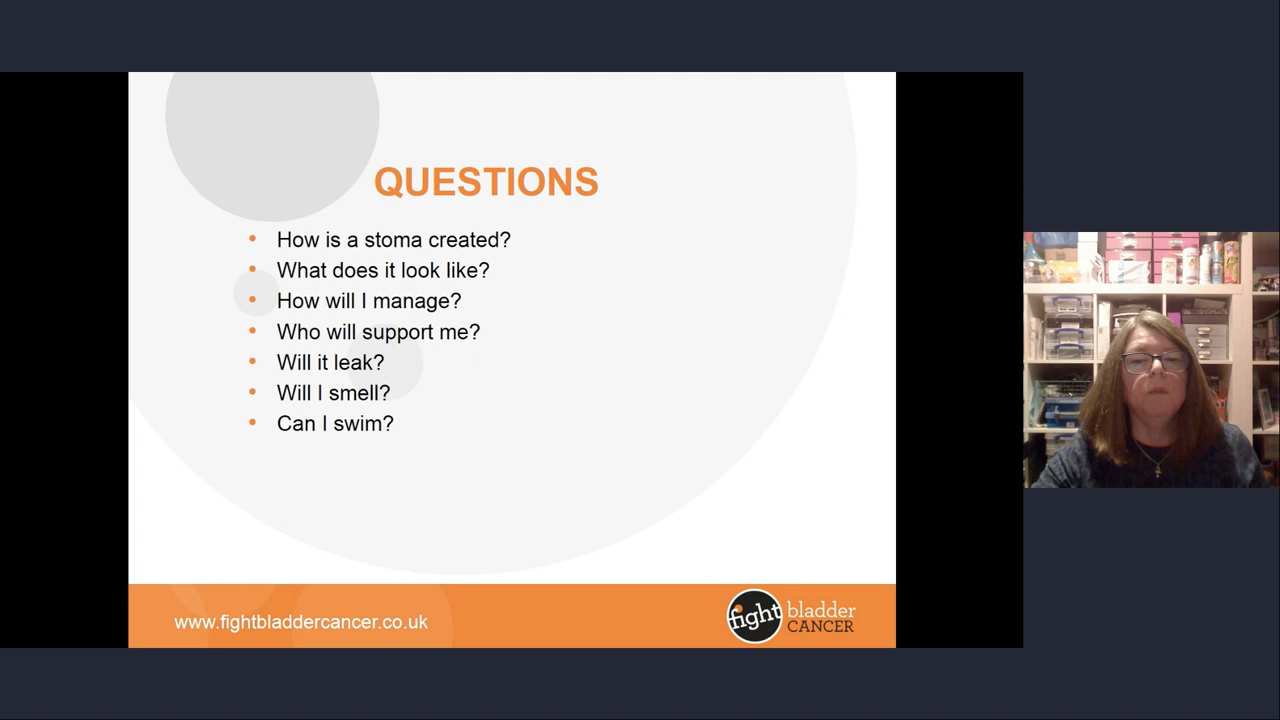 QUESTIONS
• How is a stoma created?
• What does it look like?
• How will I manage?
• Who will support me?
• Will it leak?
• Will I smell?
• Can I swim?
www.fightbladdercancer.co.uk
fight bladder
CANCER